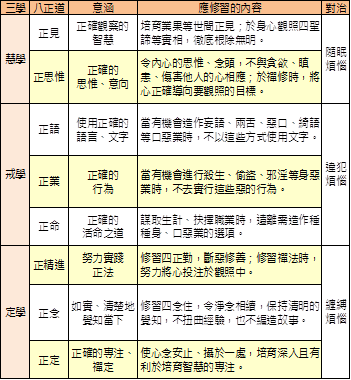 三學 八正道 意涵 應修習的內容 對治
慧學
正見
正確觀察的
智慧
培育業果等世間正見；於身心觀照四聖
諦等實相，徹底根除無明。
隨眠
煩惱
正思惟
正確的
思惟、意向
令內心的思惟、念頭，不與貪欲、瞋
恚、傷害他人的心相應；於禪修時，將
心正確導向要觀照的目標。
戒學
正語
使用正確的
語言、文字
當有機會進行妄語、兩舌、惡口、綺語
等口惡業時，不以這些方式使用文字。
違犯
煩惱
正業
正確的
行為
當有機會進行殺生、偷盜、邪淫等身惡
業時，不去實行這些惡的行為。
正命
正確的
活命之道
謀取生計、抉擇職業時，遠離需造作種
種身、口惡業的選項。
定學
正精進
努力實踐
正法
修習四正勤，斷惡修善；修習禪法時，
努力將心投注於觀照中。
纏縛
煩惱
正念
如實、清楚地
覺知當下
修習四念住，令淨念相續，保持清明的
覺知，不扭曲經驗，也不編造故事。
正定
正確的專注、
禪定
使心念安止、攝於一處，培育深入且有
利於培育智慧的專注。